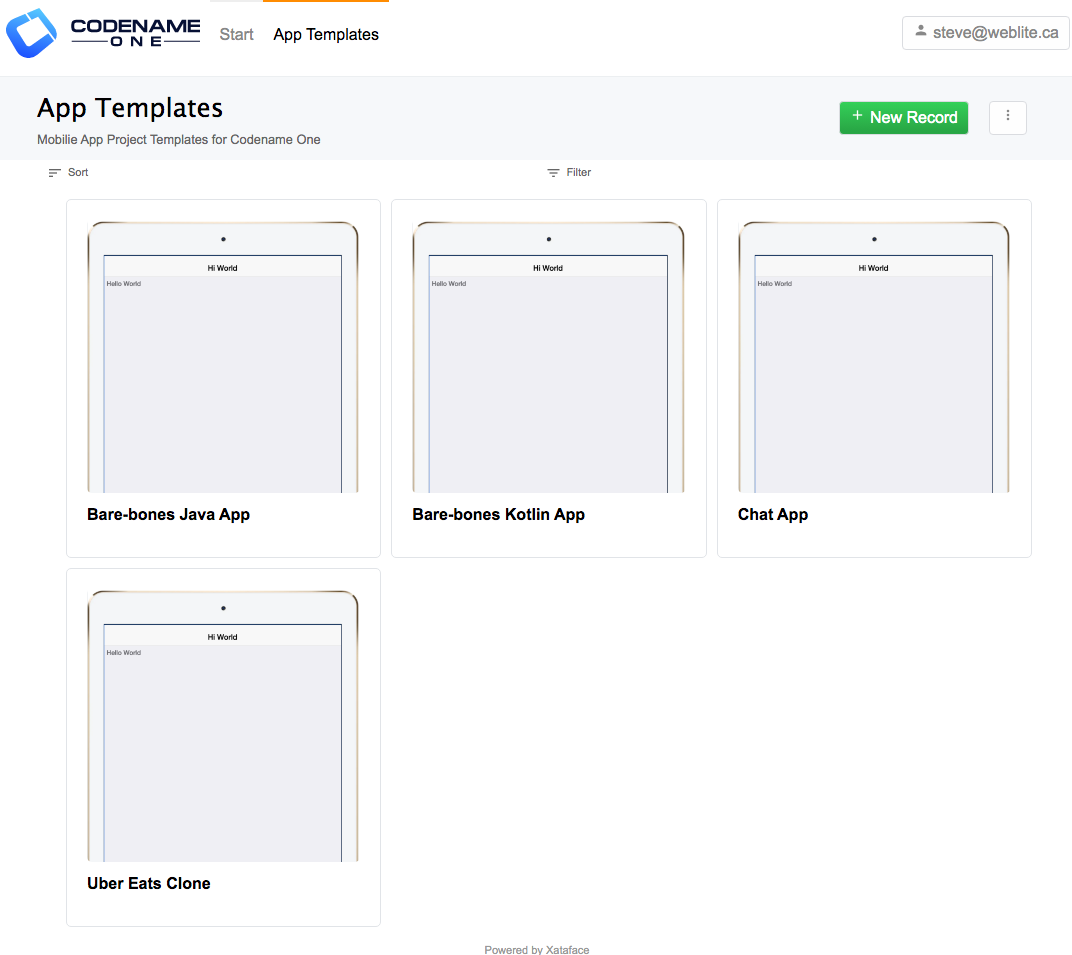 CODENAME
ONE
Start
App Templates
steve@weblite.ca
App Templates
Mobilie App Project Templates for Codename One
+ New Record
Sort
Filter
Hi World
Hello World
Bare-bones Java App
Hi World
Hello World
Bare-bones Kotlin App
Hi World
Hello World
Chat App
Hi World
Hello World
Uber Eats Clone
Powered by Xataface